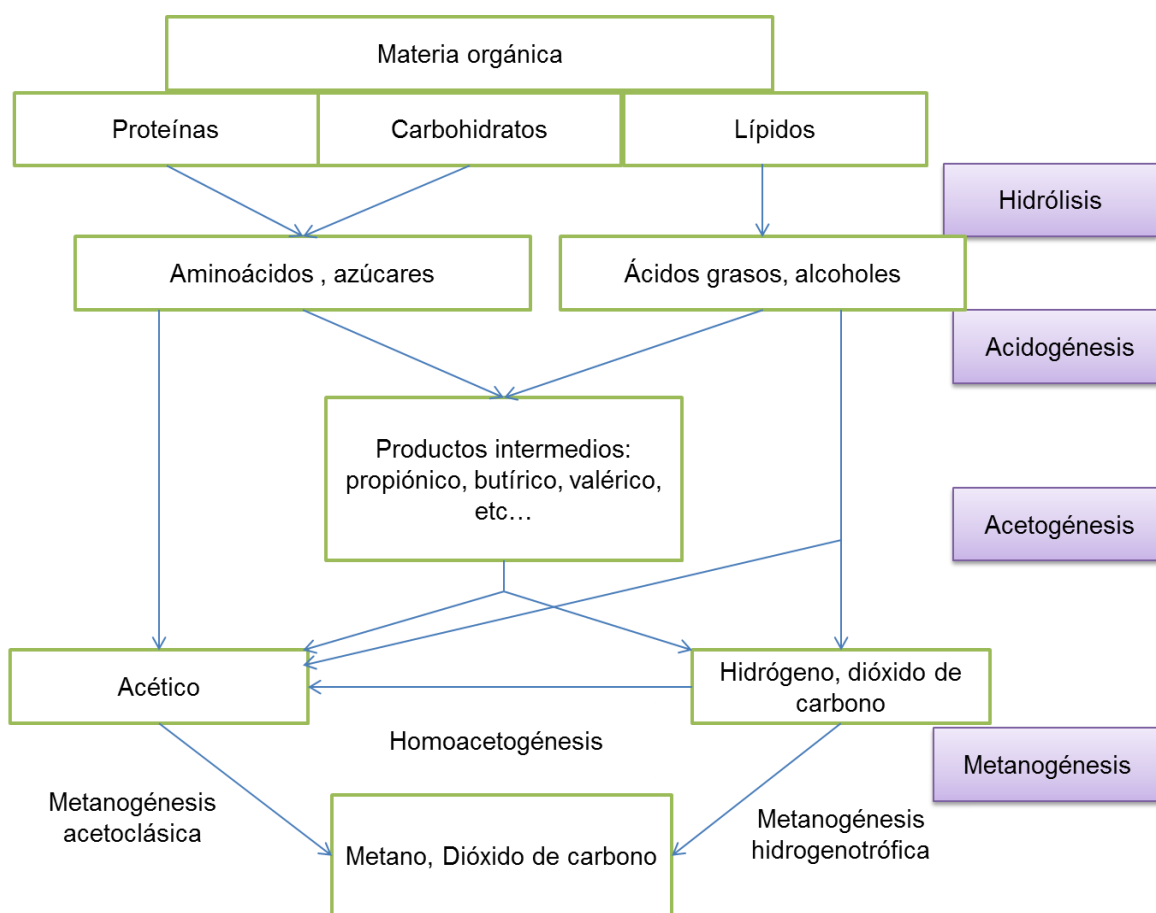 Materia orgánica
Proteínas
Carbohidratos
Lípidos
Hidrólisis
Aminoácidos , azúcares
Ácidos grasos, alcoholes
Acidogénesis
Productos intermedios:
propiónico, butírico, valérico,
etc…
Acetogénesis
Acético
Hidrógeno, dióxido de
carbono
Homoacetogénesis
Metanogénesis
Metanogénesis
acetoclásica
Metano, Dióxido de carbono
Metanogénesis
hidrogenotrófica